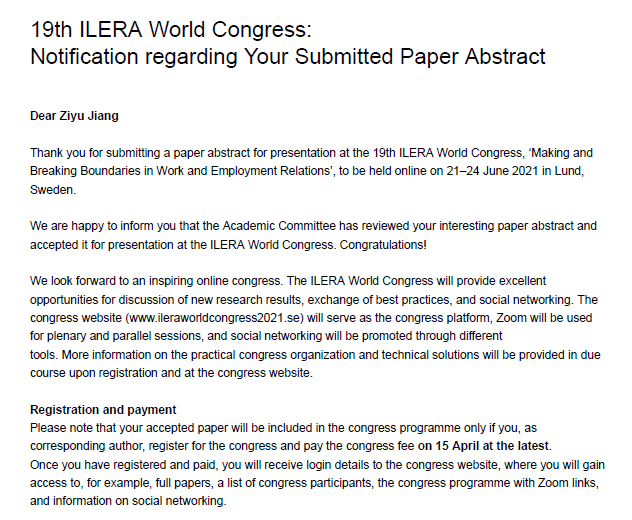 19th ILERA World Congress:
Notification regarding Your Submitted Paper Abstract
Dear Ziyu Jiang
Thank you for submitting a paper abstract for presentation at the 19th ILERA World Congress, ‘Making and
Breaking Boundaries in Work and Employment Relations’, to be held online on 21–24 June 2021 in Lund,
Sweden.
We are happy to inform you that the Academic Committee has reviewed your interesting paper abstract and
accepted it for presentation at the ILERA World Congress. Congratulations!
We look forward to an inspiring online congress. The ILERA World Congress will provide excellent
opportunities for discussion of new research results, exchange of best practices, and social networking. The
congress website (www.ileraworldcongress2021.se) will serve as the congress platform, Zoom will be used
for plenary and parallel sessions, and social networking will be promoted through different
tools. More information on the practical congress organization and technical solutions will be provided in due
course upon registration and at the congress website.
Registration and payment
Please note that your accepted paper will be included in the congress programme only if you, as
corresponding author, register for the congress and pay the congress fee on 15 April at the latest.
Once you have registered and paid, you will receive login details to the congress website, where you will gain
access to, for example, full papers, a list of congress participants, the congress programme with Zoom links,
and information on social networking.